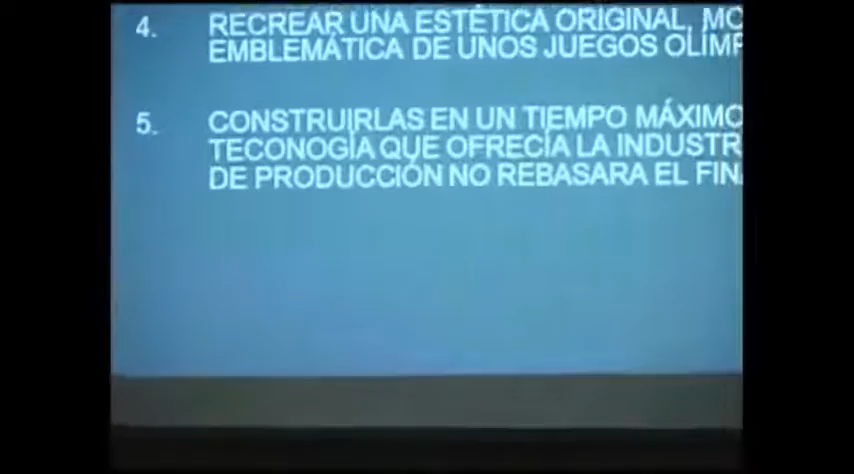 4. RECREAR UNA ESTÉTICA ORIGINAL,
EMBLEMÁTICA DE UNOS JUEGOS
5. CONSTRUIRLAS EN UN TIEMPO MÁXIMO
TECONOGÍA QUE OFRECÍA LA
DE PRODUCCIÓN NO REBASARA EL